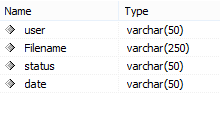 Name Type
user varchar(50)
Filename varchar(250)
status varchar(50)
date varchar(50)